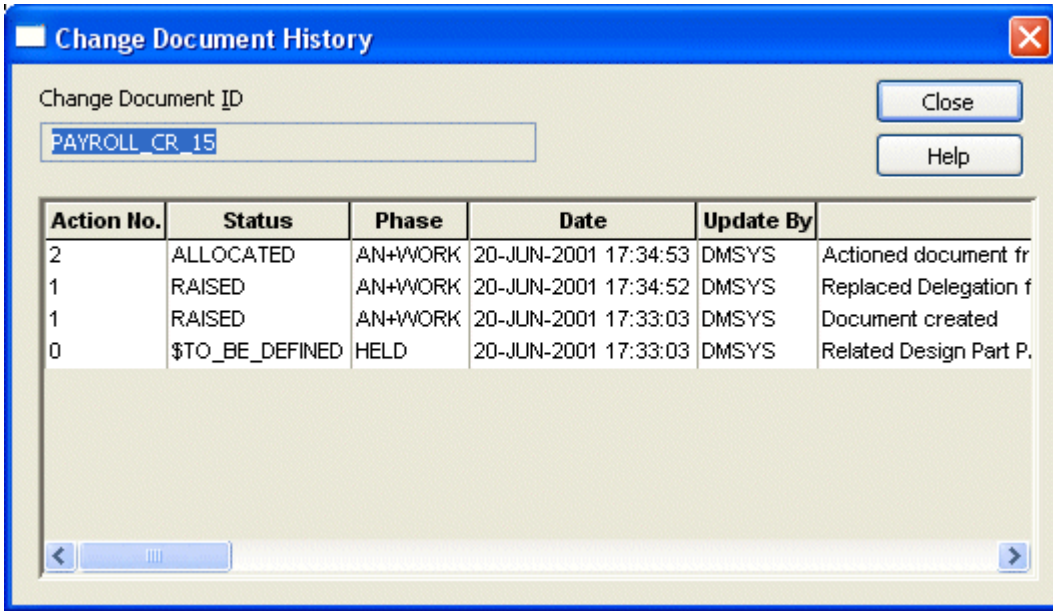 Change Document History
Change Document ID
Close
PAYROLL_CR_15
Help
Action No. Status Phase Date Update By
2 ALLOCATED AN+WORK 20-JUN-2001 17:34:53 DMSYS Actioned document fr
1 RAISED AN+WORK 20-JUN-2001 17:34:52 DMSYS Replaced Delegation f
1 RAISED AN+WORK 20-JUN-2001 17:33:03 DMSYS Document created
0 $TO_BE_DEFINED HELD 20-JUN-2001 17:33:03 DMSYS Related Design Part P.